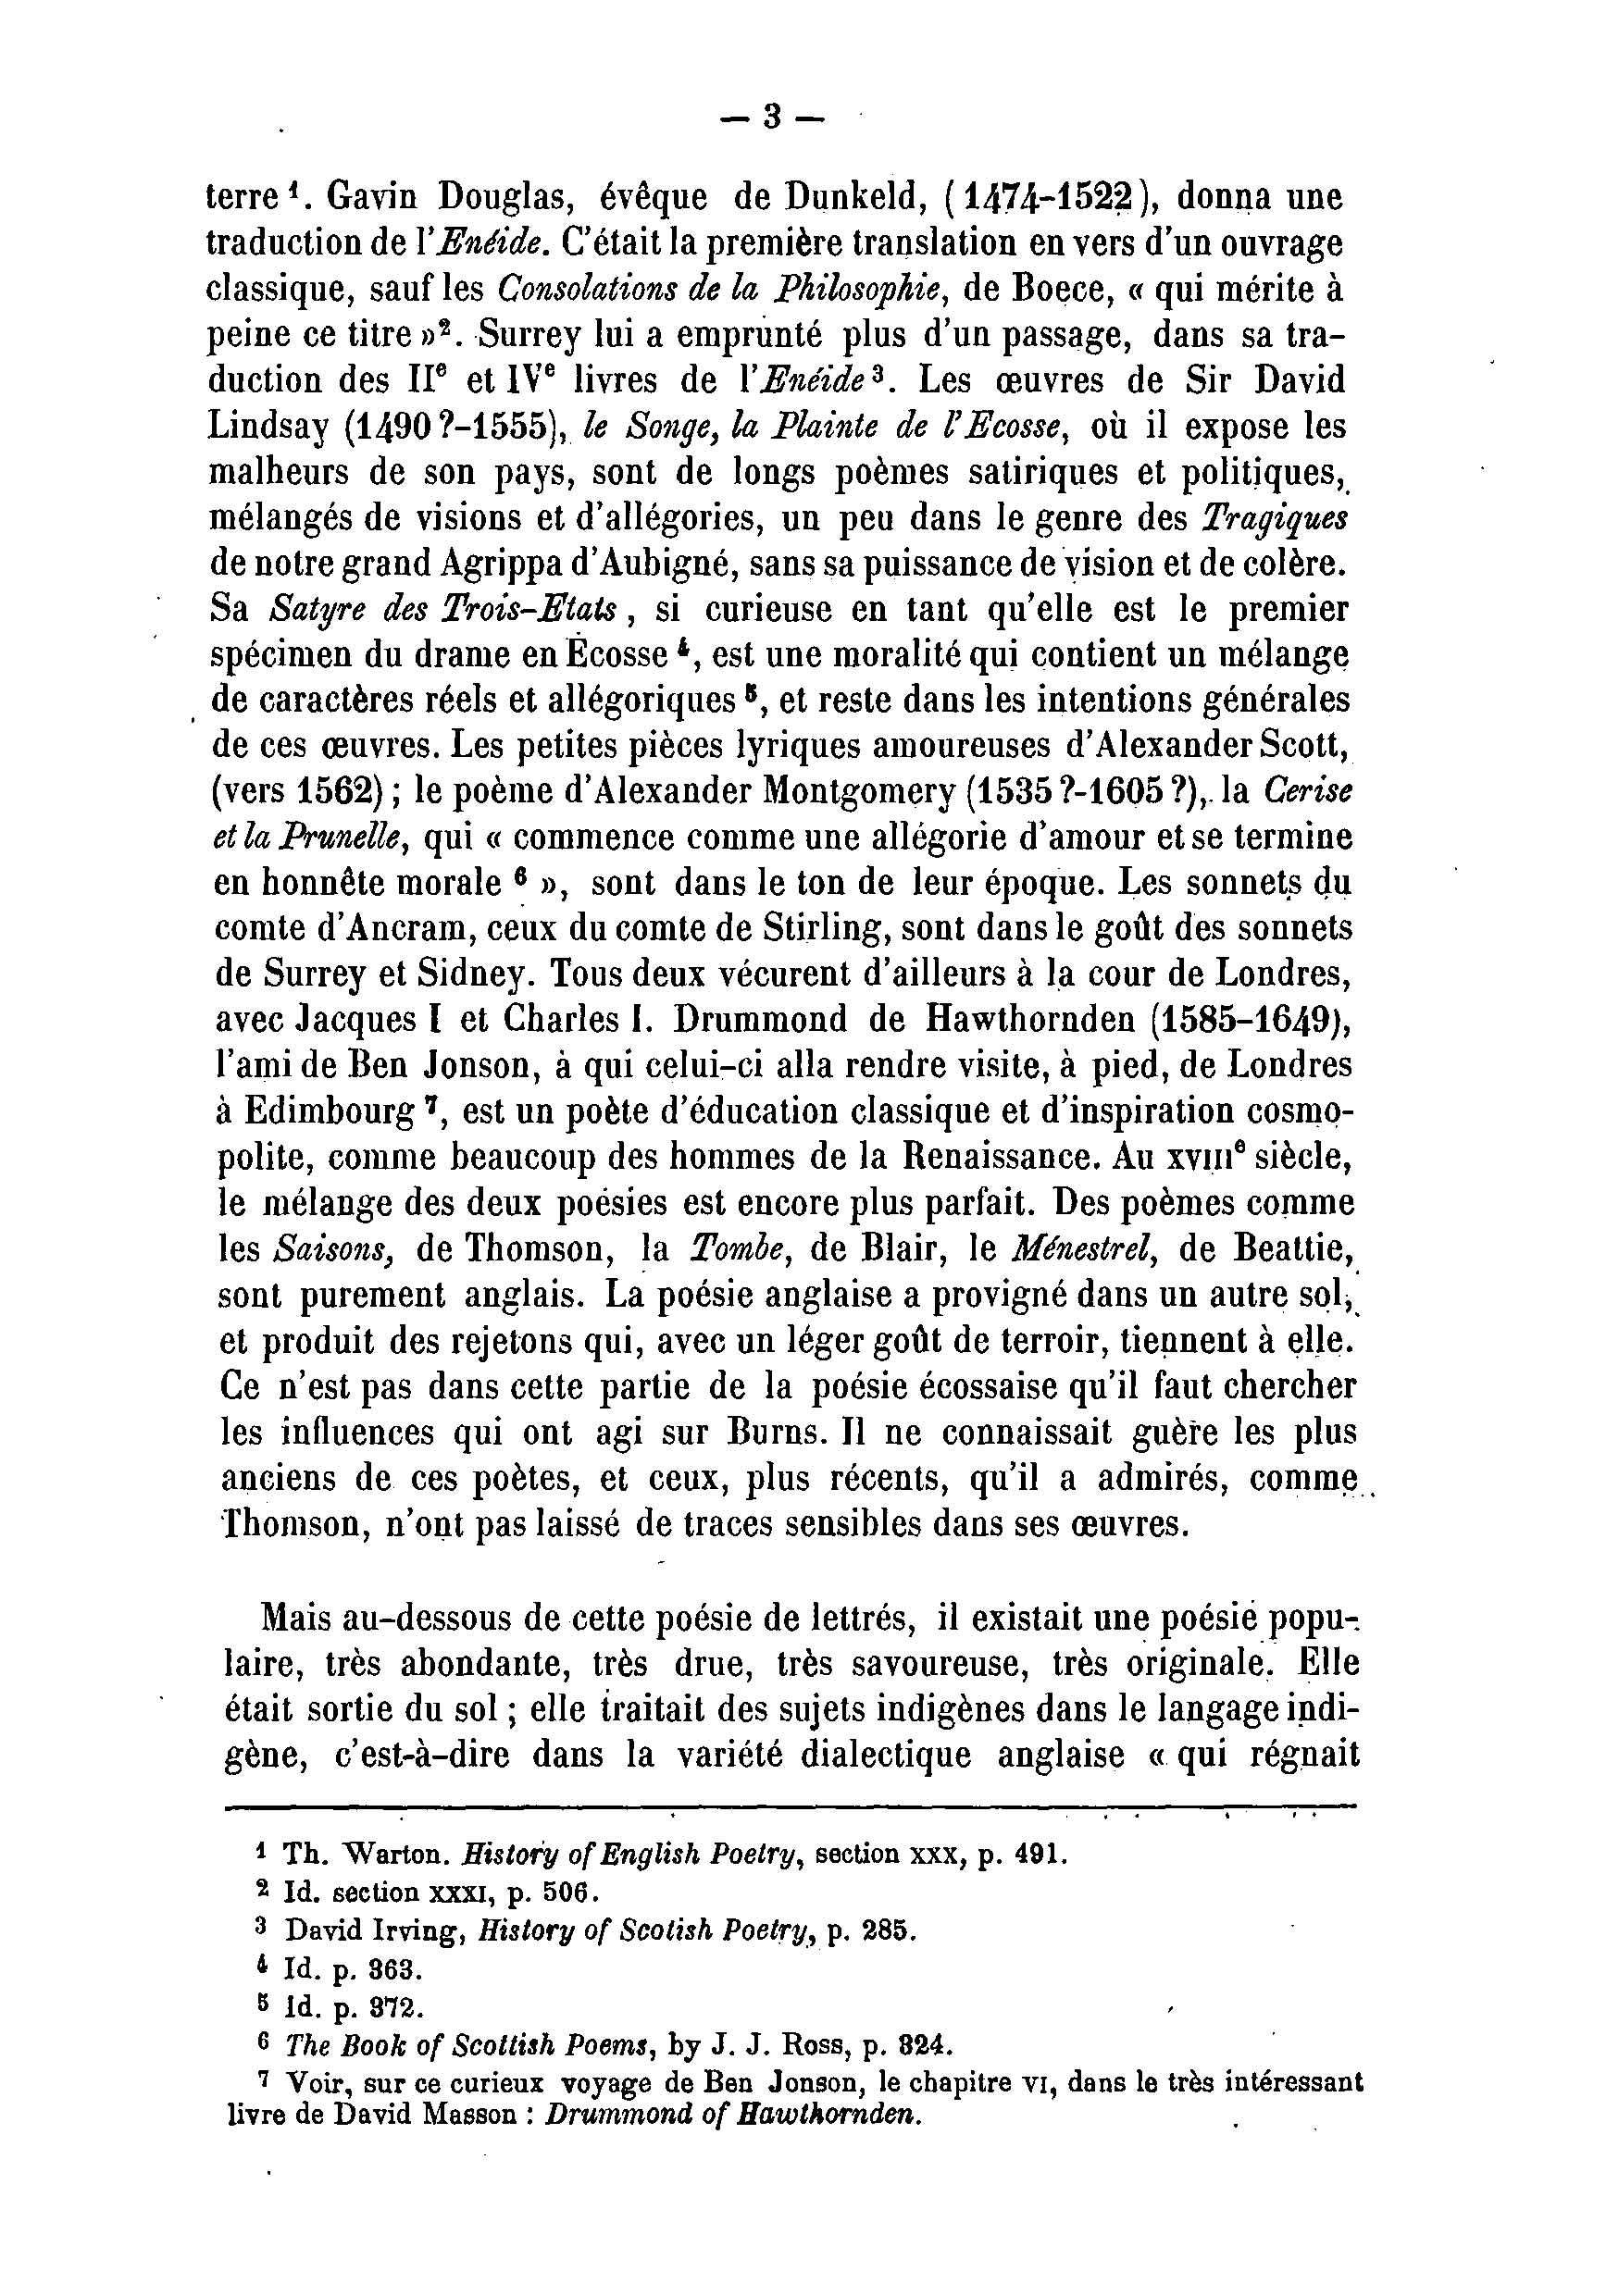 — 3 —
terre 1. Gavin Douglas, évêque de Dunkeld, (1474-1522), donna une
traduction de l'Enéide. C'était la première translation en vers d'un ouvrage
classique, sauf les Consolations de la Philosophie, de Boece, « qui mérite à
peine ce titre »2. Surrey lui a emprunté plus d'un passage, dans sa tra-
duction des IIe et IVe livres de l'Enéide 3. Les œuvres de Sir David
Lindsay (1490?-1555), le Songe, la Plainte de l'Ecosse, où il expose les
malheurs de son pays, sont de longs poèmes satiriques et politiques,
mélangés de visions et d'allégories, un peu dans le genre des Tragiques
de notre grand Agrippa d'Aubigné, sans sa puissance de vision et de colère.
Sa Satyre des Trois-Etats, si curieuse en tant qu'elle est le premier
spécimen du drame en Écosse 4, est une moralité qui contient un mélange
de caractères réels et allégoriques 5, et reste dans les intentions générales
de ces œuvres. Les petites pièces lyriques amoureuses d'Alexander Scott,
(vers 1562) ; le poème d'Alexander Montgomery (1535?-1605?), la Cerise
et la Prunelle, qui « commence comme une allégorie d'amour et se termine
en honnête morale 6 », sont dans le ton de leur époque. Les sonnets du
comte d'Ancram, ceux du comte de Stirling, sont dans le goût des sonnets
de Surrey et Sidney. Tous deux vécurent d'ailleurs à la cour de Londres,
avec Jacques I et Charles I. Drummond de Hawthornden (1585-1649),
l'ami de Ben Jonson, à qui celui-ci alla rendre visite, à pied, de Londres
à Edimbourg 7, est un poète d'éducation classique et d'inspiration cosmo-
polite, comme beaucoup des hommes de la Renaissance. Au XVIIIe siècle,
le mélange des deux poésies est encore plus parfait. Des poèmes comme
les Saisons, de Thomson, la Tombe, de Blair, le Ménestrel, de Beattie,
sont purement anglais. La poésie anglaise a provigné dans un autre sol,
et produit des rejetons qui, avec un léger goût de terroir, tiennent à elle.
Ce n'est pas dans cette partie de la poésie écossaise qu'il faut chercher
les influences qui ont agi sur Burns. Il ne connaissait guère les plus
anciens de ces poètes, et ceux, plus récents, qu'il a admirés, comme
Thomson, n'ont pas laissé de traces sensibles dans ses œuvres.
Mais au-dessous de cette poésie de lettrés, il existait une poésie popu-
laire, très abondante, très drue, très savoureuse, très originale. Elle
était sortie du sol ; elle traitait des sujets indigènes dans le langage indi-
gène, c'est-à-dire dans la variété dialectique anglaise « qui régnait
1 Th. Warton. History of English Poetry, section XXX, p. 491.
2 Id. section XXXI, p. 506.
3 David Irving, History of Scotish Poetry, p. 285.
4 Id. p. 363.
5 Id. p. 372.
6 The Book of Scottish Poems, by J. J. Ross, p. 324.
7 Voir, sur ce curieux voyage de Ben Jonson, le chapitre VI, dans le très intéressant
livre de David Masson : Drummond of Hawthornden.